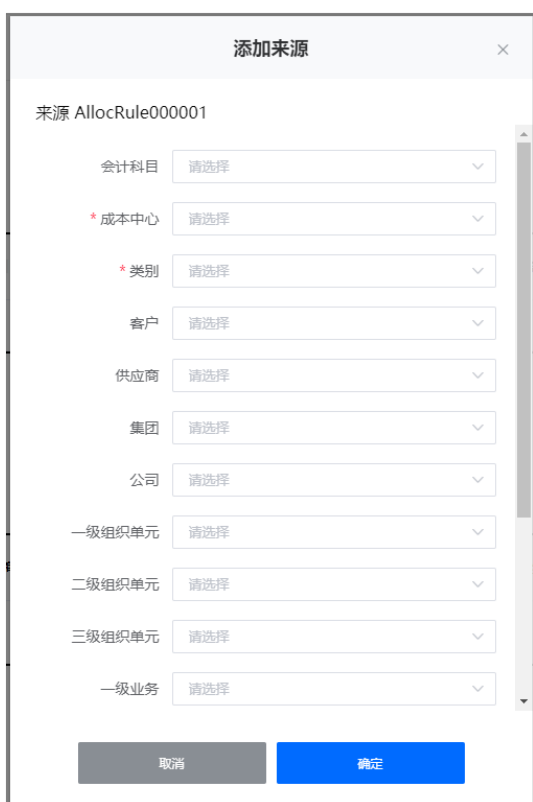 添加来源
来源 AllocRule000001
会计科目 请选择
* 成本中心 请选择
* 类别 请选择
客户 请选择
供应商 请选择
集团 请选择
公司 请选择
一级组织单元 请选择
二级组织单元 请选择
三级组织单元 请选择
一级业务 请选择
取消 确定